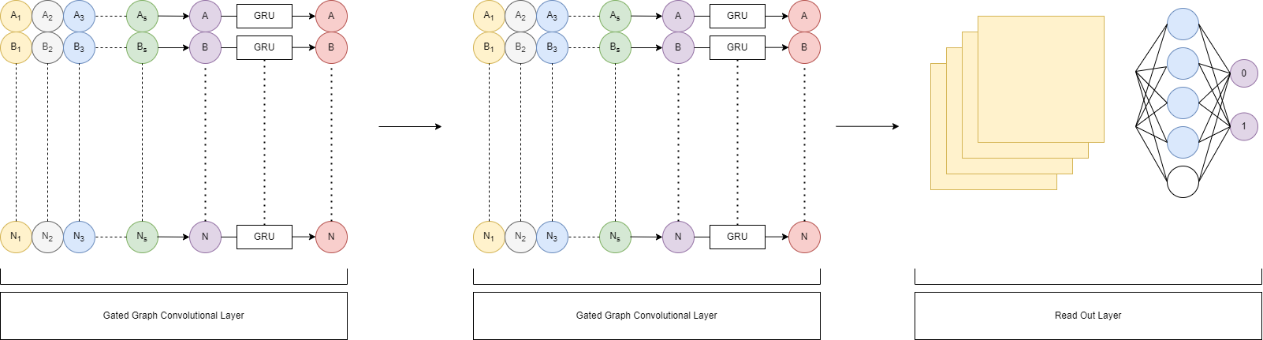 A₁ A₂ A₃ Aₛ A GRU A A₁ A₂ A₃ Aₛ A GRU A
B₁ B₂ B₃ Bₛ B GRU B B₁ B₂ B₃ Bₛ B GRU B
0
1
N₁ N₂ N₃ Nₛ N GRU N N₁ N₂ N₃ Nₛ N GRU N
Gated Graph Convolutional Layer Gated Graph Convolutional Layer Read Out Layer